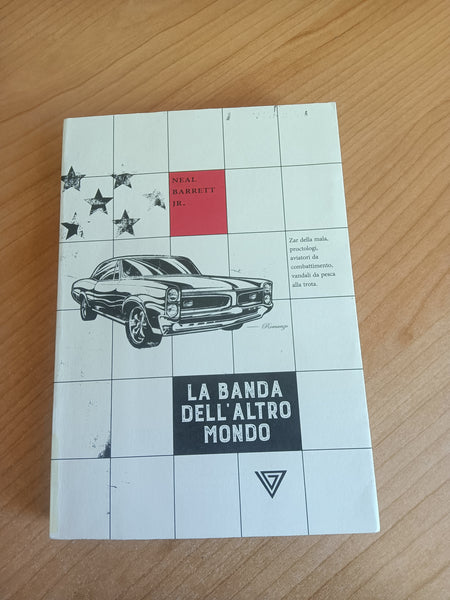 NEAL
BARRETT
JR.
Zar della mala,
proctologi,
aviatori da
combattimento,
vandali da pesca
alla trota.
Romanzo
LA BANDA
DELL'ALTRO
MONDO